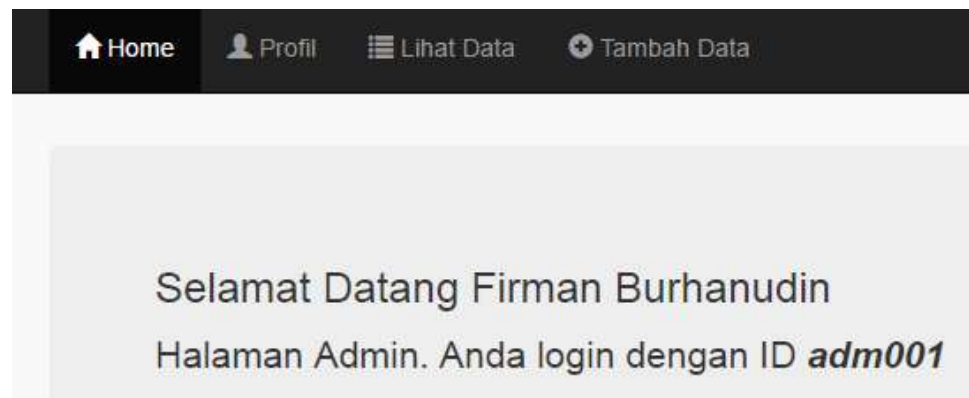 Home Profil Lihat Data Tambah Data
Selamat Datang Firman Burhanudin
Halaman Admin. Anda login dengan ID adm001